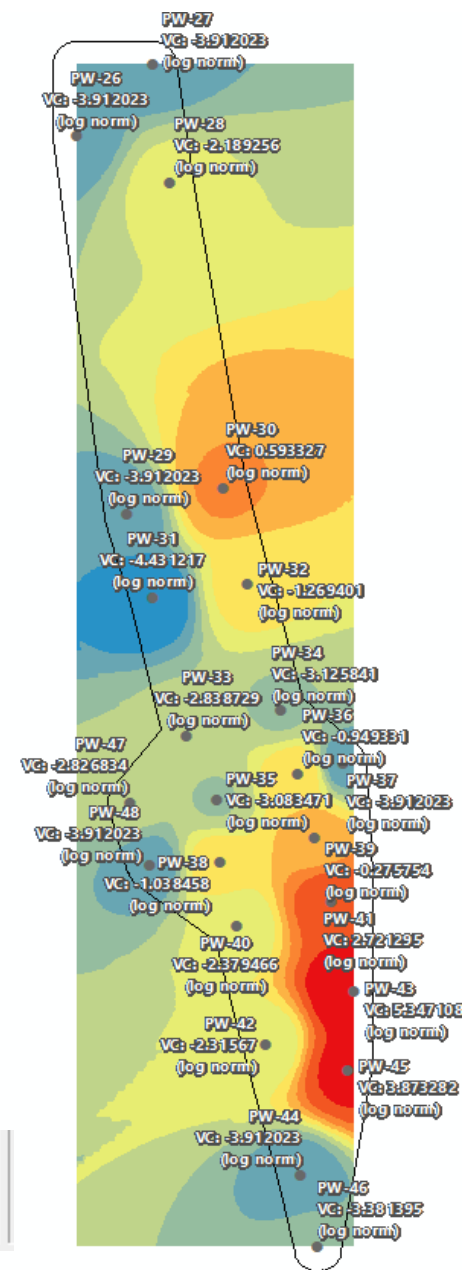 PW-27
VC: -3.912023
(log norm)
PW-26
VC: -3.912023
(log norm)
PW-28
VC: -2.189256
(log norm)
PW-30
VC: 0.593327
(log norm)
PW-29
VC: -3.912023
(log norm)
PW-31
VC: -4.431217
(log norm)
PW-32
VC: -1.269401
(log norm)
PW-34
VC: -3.125841
(log norm)
PW-33
VC: -2.838729
(log norm)
PW-36
VC: -0.949331
(log norm)
PW-47
VC: -2.826834
(log norm)
PW-35
VC: -3.083471
(log norm)
PW-37
VC: -3.912023
(log norm)
PW-48
VC: -3.912023
(log norm)
PW-38
VC: -1.038458
(log norm)
PW-39
VC: -0.275754
(log norm)
PW-41
VC: 2.721295
(log norm)
PW-40
VC: -2.379466
(log norm)
PW-43
VC: 5.347108
(log norm)
PW-42
VC: -2.31567
(log norm)
PW-45
VC: 3.873282
(log norm)
PW-44
VC: -3.912023
(log norm)
PW-46
VC: -3.381395
(log norm)